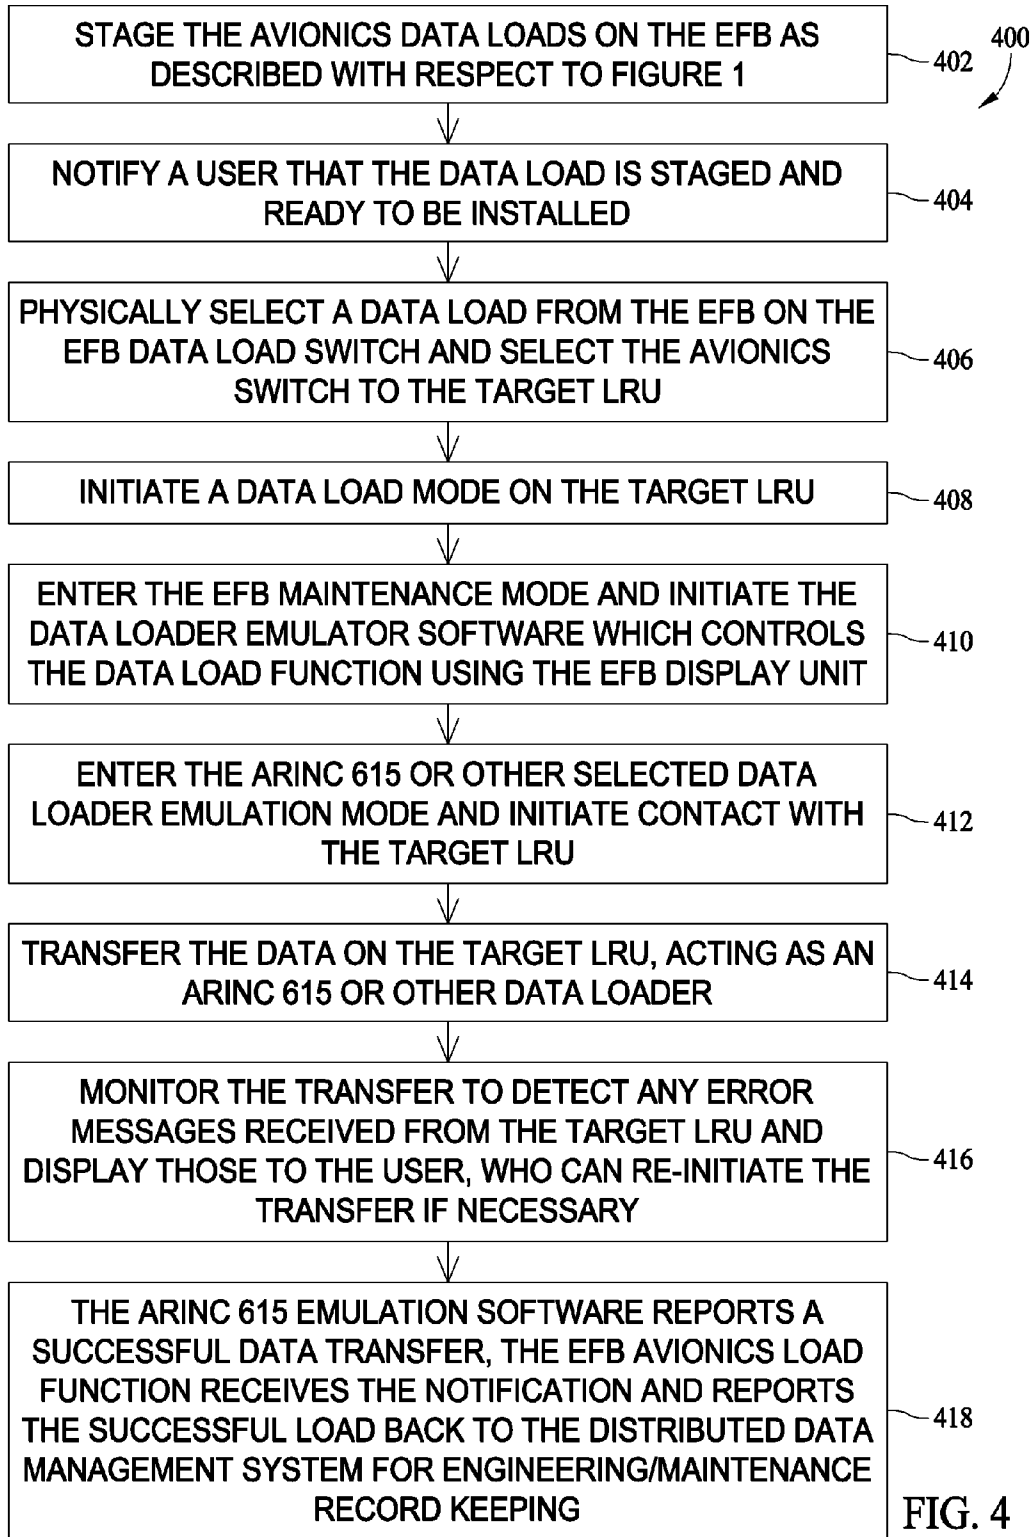 STAGE THE AVIONICS DATA LOADS ON THE EFB AS
DESCRIBED WITH RESPECT TO FIGURE 1
402
400
NOTIFY A USER THAT THE DATA LOAD IS STAGED AND
READY TO BE INSTALLED
404
PHYSICALLY SELECT A DATA LOAD FROM THE EFB ON THE
EFB DATA LOAD SWITCH AND SELECT THE AVIONICS
SWITCH TO THE TARGET LRU
406
INITIATE A DATA LOAD MODE ON THE TARGET LRU
408
ENTER THE EFB MAINTENANCE MODE AND INITIATE THE
DATA LOADER EMULATOR SOFTWARE WHICH CONTROLS
THE DATA LOAD FUNCTION USING THE EFB DISPLAY UNIT
410
ENTER THE ARINC 615 OR OTHER SELECTED DATA
LOADER EMULATION MODE AND INITIATE CONTACT WITH
THE TARGET LRU
412
TRANSFER THE DATA ON THE TARGET LRU, ACTING AS AN
ARINC 615 OR OTHER DATA LOADER
414
MONITOR THE TRANSFER TO DETECT ANY ERROR
MESSAGES RECEIVED FROM THE TARGET LRU AND
DISPLAY THOSE TO THE USER, WHO CAN RE-INITIATE THE
TRANSFER IF NECESSARY
416
THE ARINC 615 EMULATION SOFTWARE REPORTS A
SUCCESSFUL DATA TRANSFER, THE EFB AVIONICS LOAD
FUNCTION RECEIVES THE NOTIFICATION AND REPORTS
THE SUCCESSFUL LOAD BACK TO THE DISTRIBUTED DATA
MANAGEMENT SYSTEM FOR ENGINEERING/MAINTENANCE
RECORD KEEPING
418
FIG. 4